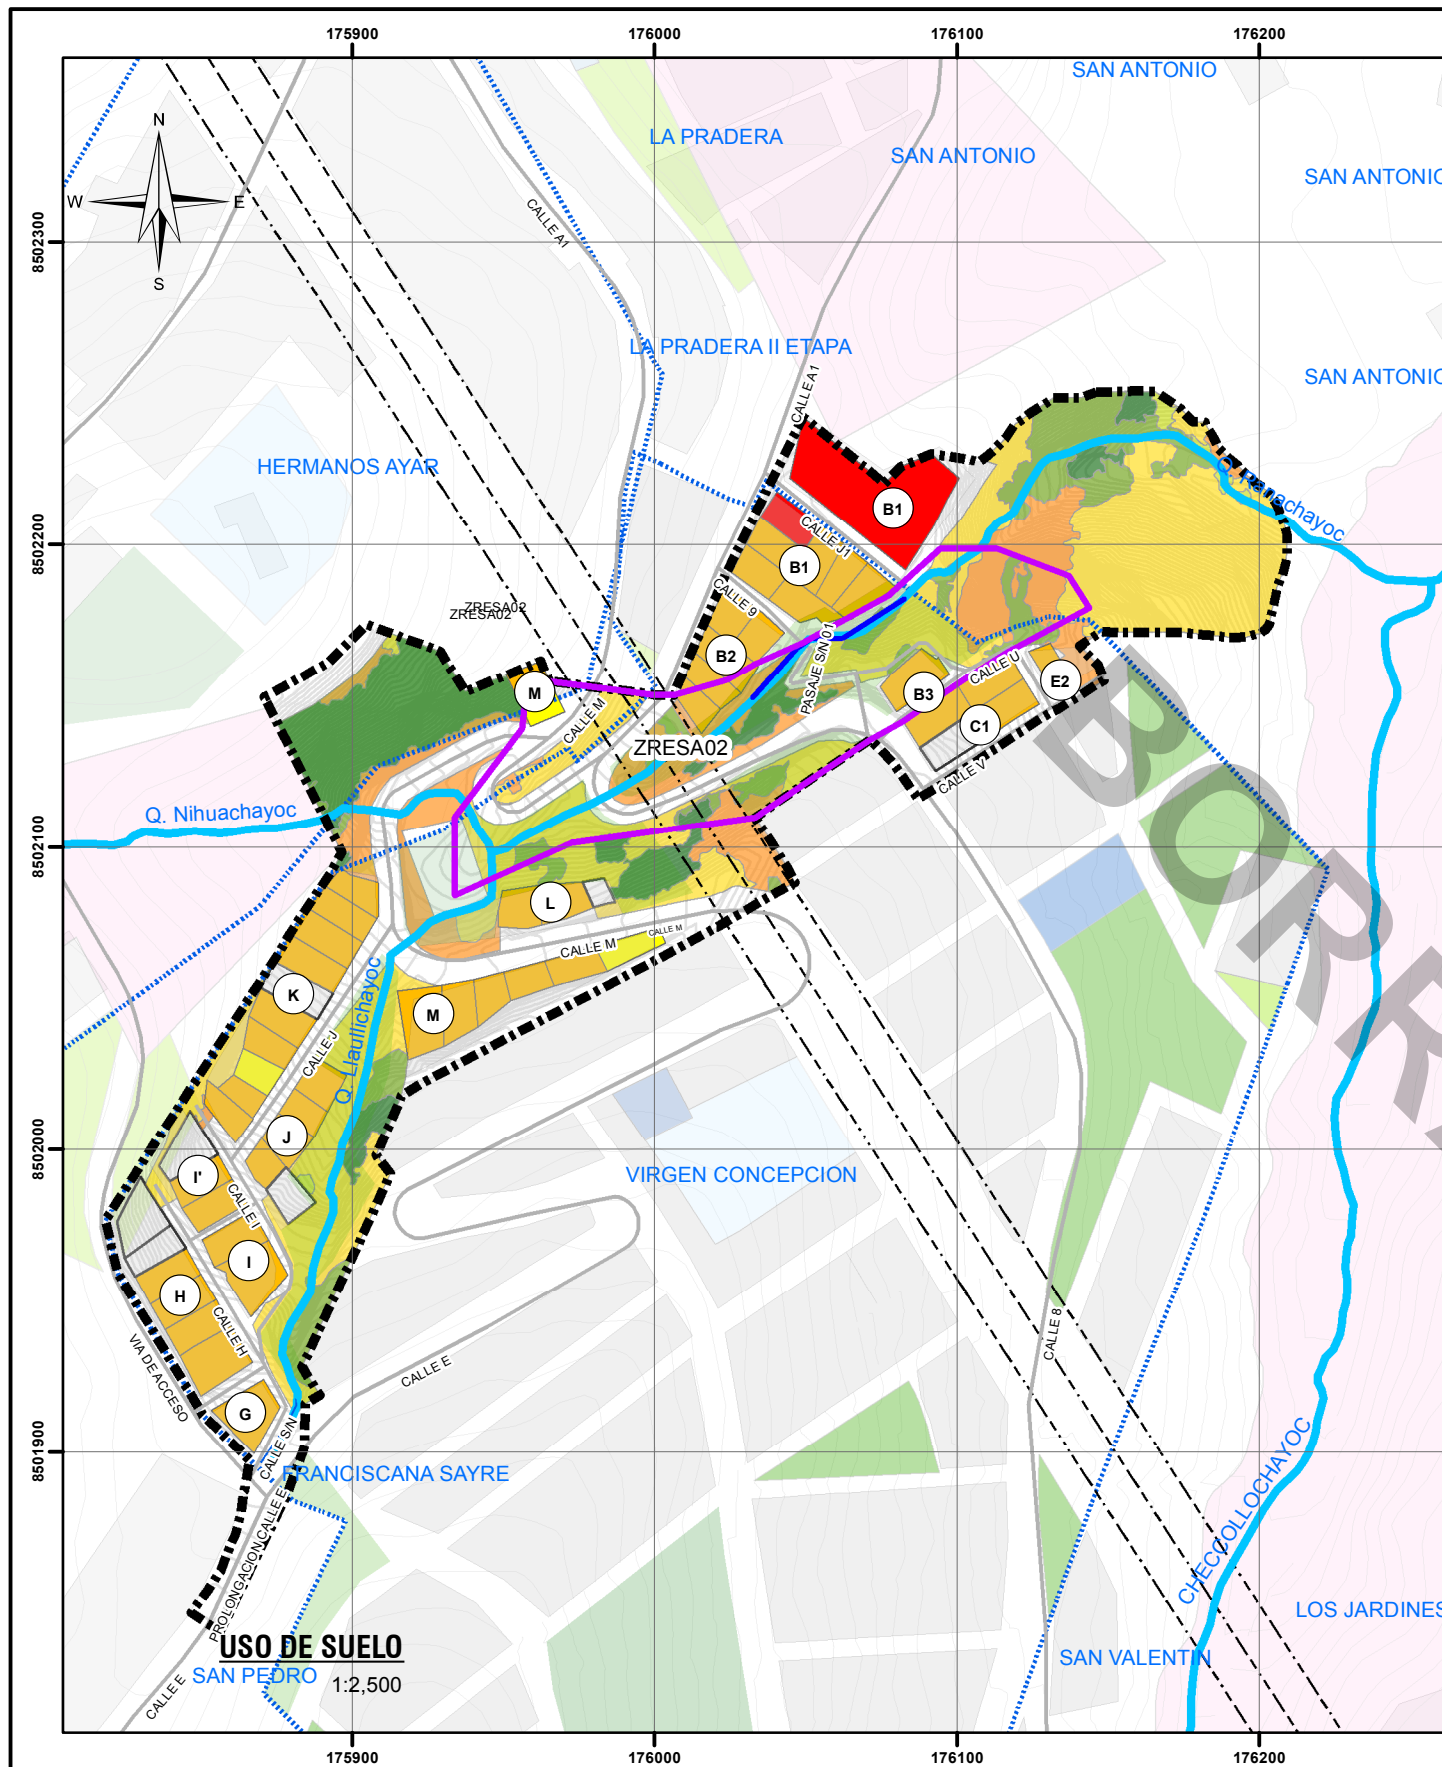 175900
176000
176100
176200
SAN ANTONIO
LA PRADERA
SAN ANTONIO
SAN ANTONIO
N
W
E
S
CALLE A1
8502300
LA PRADERA II ETAPA
CALLE A1
SAN ANTONIO
HERMANOS AYAR
Q. Ranachayoc
B1
CALLE J1
8502200
B1
CALLE 9
ZRESA02
ZRESA02
B2
PASAJE S/N 01
CALLE U
M
B3
E2
CALLE M
C1
ZRESA02
CALLE V
BORR
Q. Nihuachayoc
8502100
L
CALLE M
CALLE M
K
M
Q. Llaullichayoc
CALLE J
J
8502000
I'
VIRGEN CONCEPCION
CALLE I
I
H
CALLE H
CALLE 8
VIA DE ACCESO
CALLE E
G
CALLE S/N
8501900
FRANCISCANA SAYRE
CHECCOLLOCHAYOC
PROLONGACION CALLE E
LOS JARDINES
USO DE SUELO
SAN PEDRO
1:2,500
SAN VALENTIN
CALLE E
175900
176000
176100
176200